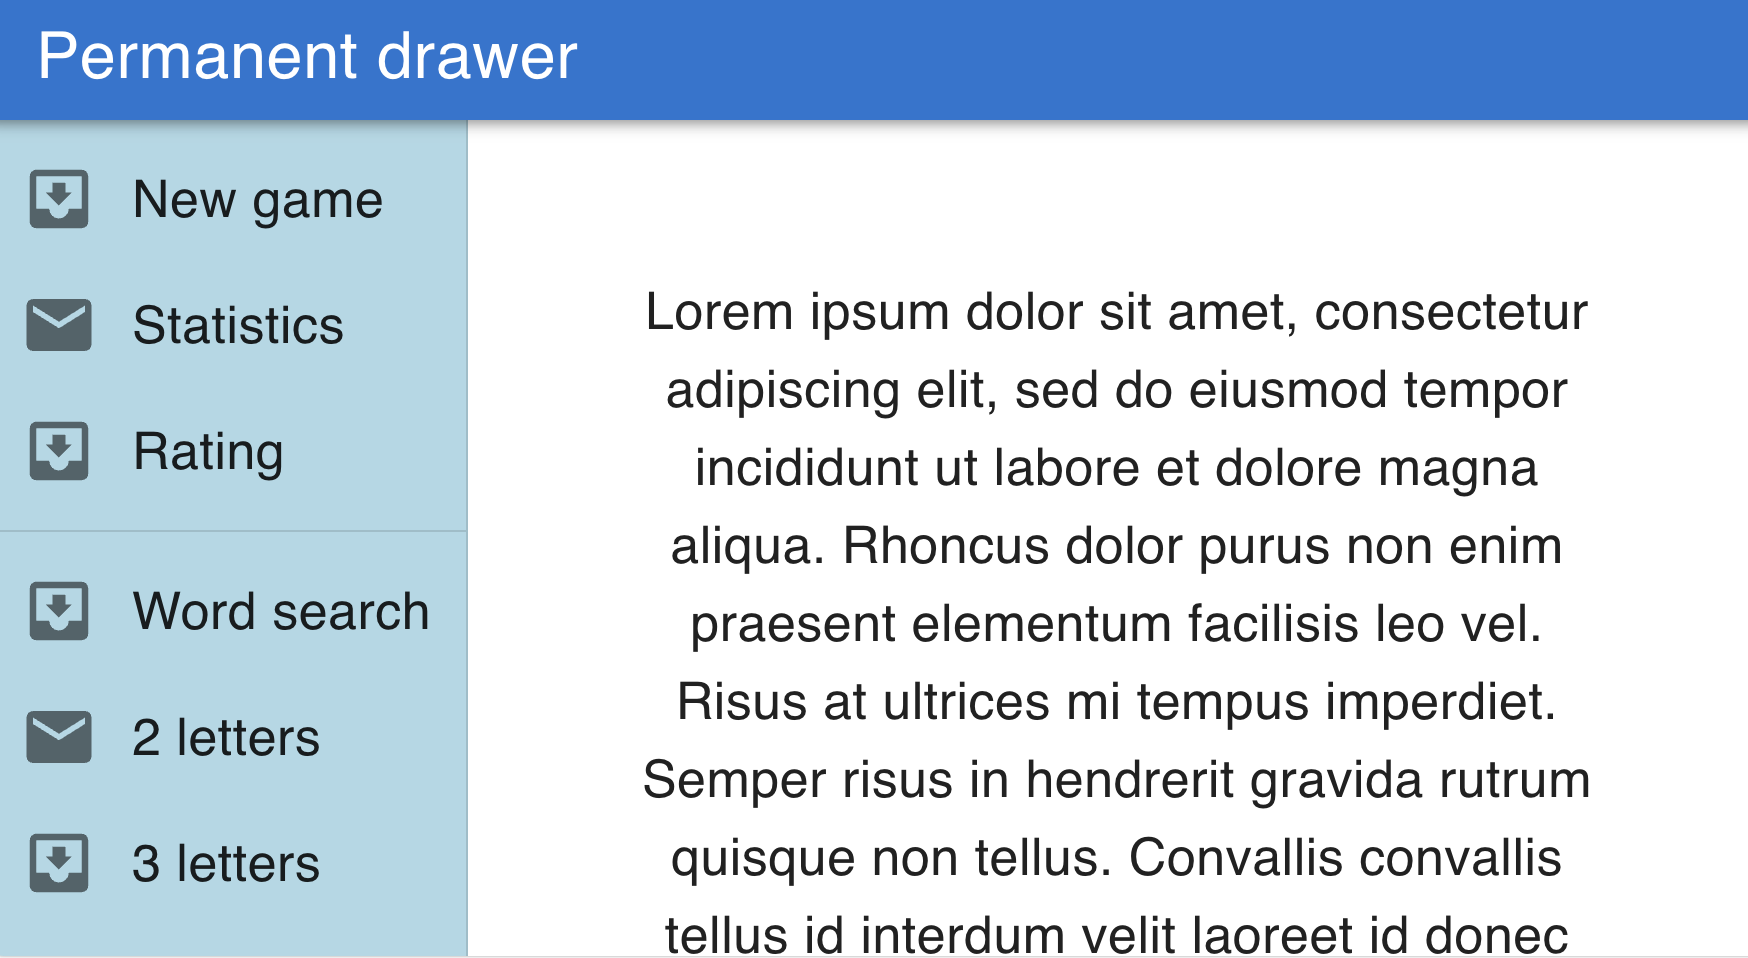 Permanent drawer
New game
Statistics
Rating
Word search
2 letters
3 letters
Lorem ipsum dolor sit amet, consectetur
adipiscing elit, sed do eiusmod tempor
incididunt ut labore et dolore magna
aliqua. Rhoncus dolor purus non enim
praesent elementum facilisis leo vel.
Risus at ultrices mi tempus imperdiet.
Semper risus in hendrerit gravida rutrum
quisque non tellus. Convallis convallis
tellus id interdum velit laoreet id donec